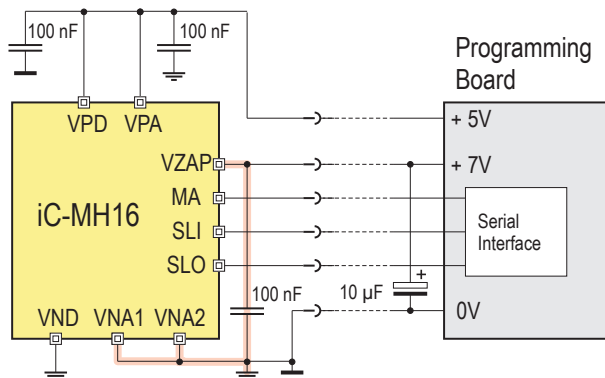 100 nF
100 nF
Programming
Board
VPD
VPA
+ 5V
VZAP
+ 7V
MA
iC-MH16
SLI
Serial
Interface
SLO
100 nF
10 µF
+
0V
VND
VNA1
VNA2